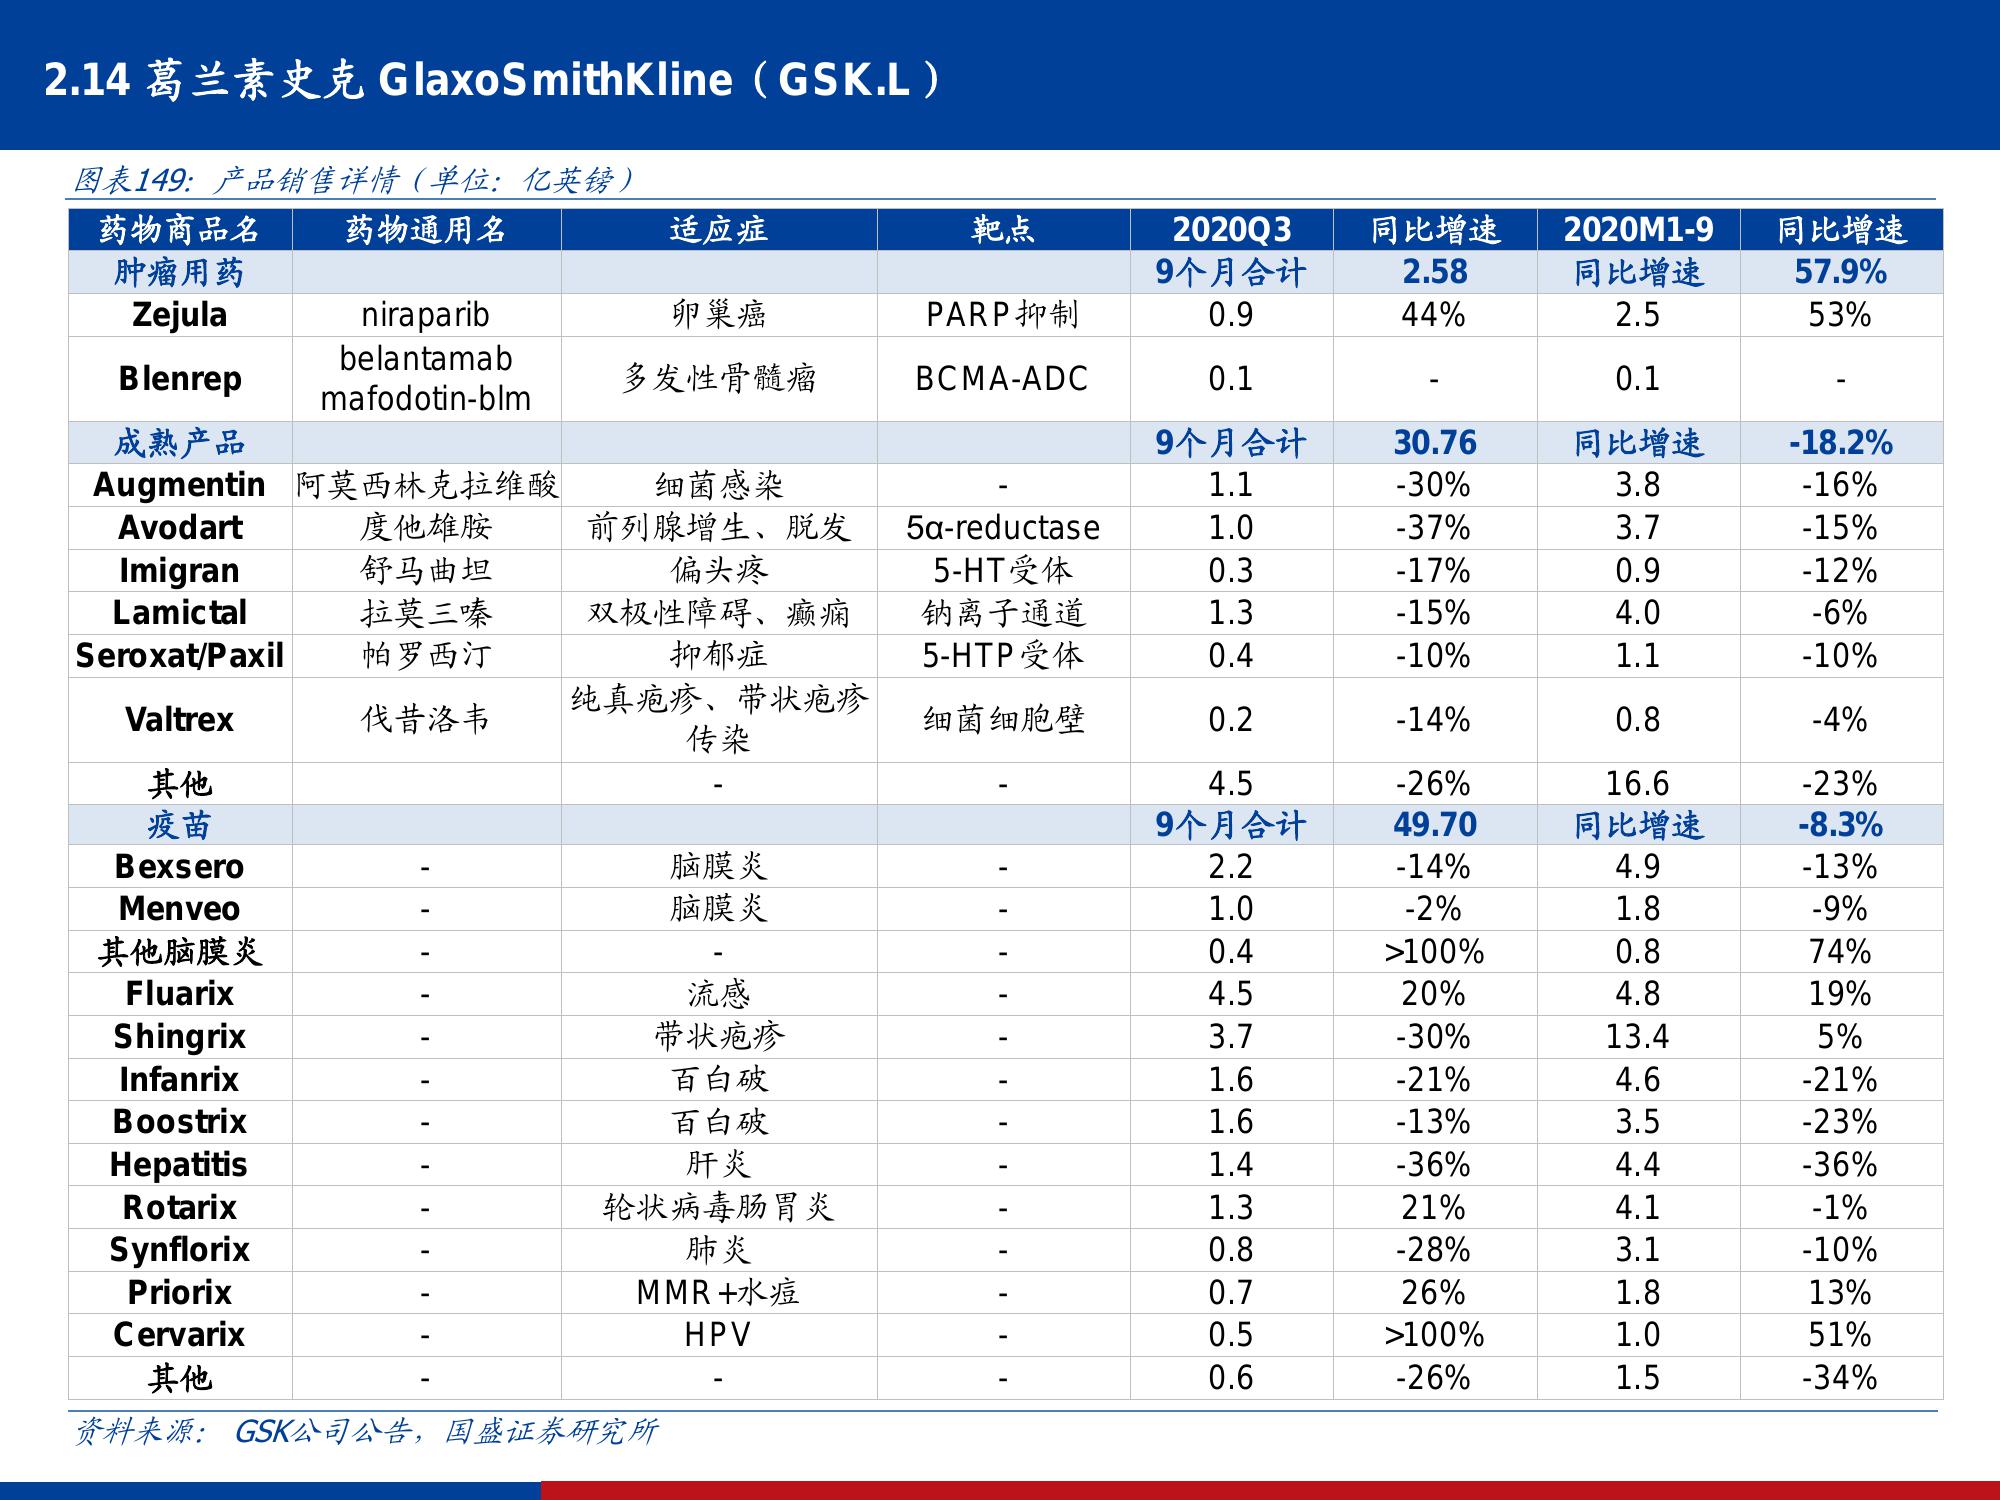 2.14 葛兰素史克 GlaxoSmithKline（GSK.L）
图表149：产品销售详情（单位：亿英镑）
药物商品名 药物通用名 适应症 靶点 2020Q3 同比增速 2020M1-9 同比增速
肿瘤用药 9个月合计 2.58 同比增速 57.9%
Zejula niraparib 卵巢癌 PARP抑制 0.9 44% 2.5 53%
Blenrep belantamab mafodotin-blm 多发性骨髓瘤 BCMA-ADC 0.1 - 0.1 -
成熟产品 9个月合计 30.76 同比增速 -18.2%
Augmentin 阿莫西林克拉维酸 细菌感染 - 1.1 -30% 3.8 -16%
Avodart 度他雄胺 前列腺增生、脱发 5α-reductase 1.0 -37% 3.7 -15%
Imigran 舒马曲坦 偏头疼 5-HT受体 0.3 -17% 0.9 -12%
Lamictal 拉莫三嗪 双极性障碍、癫痫 钠离子通道 1.3 -15% 4.0 -6%
Seroxat/Paxil 帕罗西汀 抑郁症 5-HTP受体 0.4 -10% 1.1 -10%
Valtrex 伐昔洛韦 纯真疱疹、带状疱疹传染 细菌细胞壁 0.2 -14% 0.8 -4%
其他 - - 4.5 -26% 16.6 -23%
疫苗 9个月合计 49.70 同比增速 -8.3%
Bexsero - 脑膜炎 - 2.2 -14% 4.9 -13%
Menveo - 脑膜炎 - 1.0 -2% 1.8 -9%
其他脑膜炎 - - - 0.4 >100% 0.8 74%
Fluarix - 流感 - 4.5 20% 4.8 19%
Shingrix - 带状疱疹 - 3.7 -30% 13.4 5%
Infanrix - 百白破 - 1.6 -21% 4.6 -21%
Boostrix - 百白破 - 1.6 -13% 3.5 -23%
Hepatitis - 肝炎 - 1.4 -36% 4.4 -36%
Rotarix - 轮状病毒肠胃炎 - 1.3 21% 4.1 -1%
Synflorix - 肺炎 - 0.8 -28% 3.1 -10%
Priorix - MMR+水痘 - 0.7 26% 1.8 13%
Cervarix - HPV - 0.5 >100% 1.0 51%
其他 - - - 0.6 -26% 1.5 -34%
资料来源： GSK公司公告，国盛证券研究所